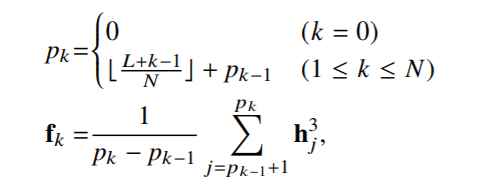 p_k = { 0 (k = 0)
⌊ (L+k−1)/N ⌋ + p_{k−1} (1 ≤ k ≤ N)
f_k = 1/(p_k − p_{k−1}) ∑_{j=p_{k−1}+1}^{p_k} h_j^3,